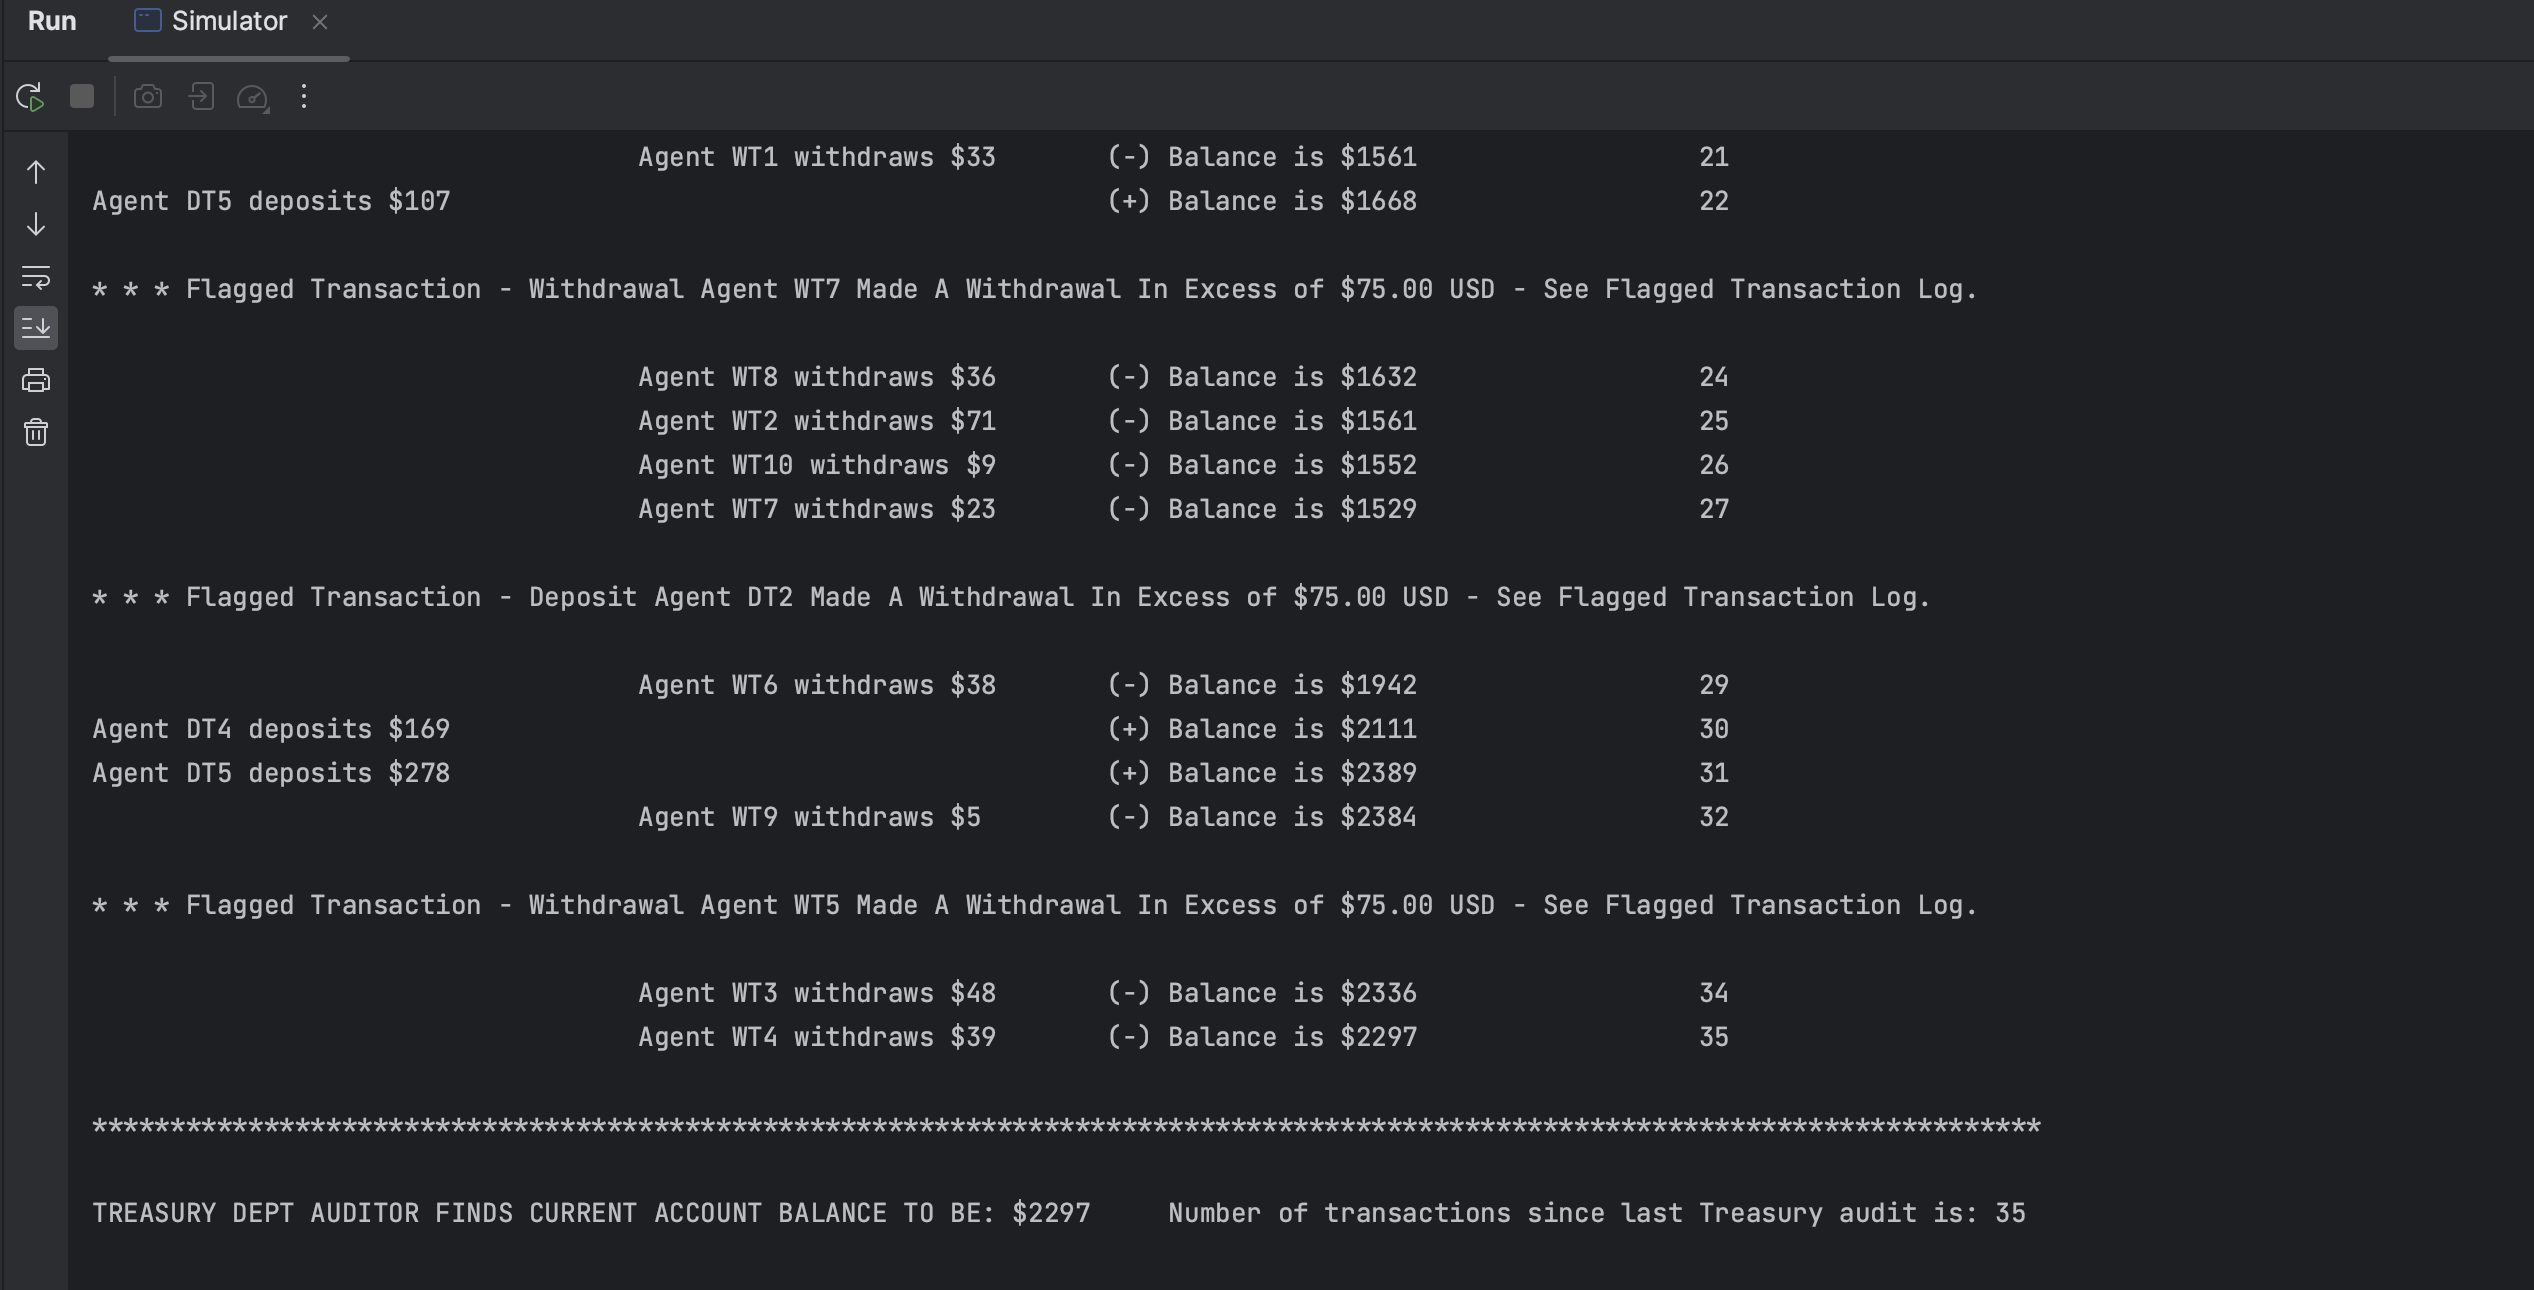 Run Simulator
Agent WT1 withdraws $33 (-) Balance is $1561 21
Agent DT5 deposits $107 (+) Balance is $1668 22
* * * Flagged Transaction - Withdrawal Agent WT7 Made A Withdrawal In Excess of $75.00 USD - See Flagged Transaction Log.
Agent WT8 withdraws $36 (-) Balance is $1632 24
Agent WT2 withdraws $71 (-) Balance is $1561 25
Agent WT10 withdraws $9 (-) Balance is $1552 26
Agent WT7 withdraws $23 (-) Balance is $1529 27
* * * Flagged Transaction - Deposit Agent DT2 Made A Withdrawal In Excess of $75.00 USD - See Flagged Transaction Log.
Agent WT6 withdraws $38 (-) Balance is $1942 29
Agent DT4 deposits $169 (+) Balance is $2111 30
Agent DT5 deposits $278 (+) Balance is $2389 31
Agent WT9 withdraws $5 (-) Balance is $2384 32
* * * Flagged Transaction - Withdrawal Agent WT5 Made A Withdrawal In Excess of $75.00 USD - See Flagged Transaction Log.
Agent WT3 withdraws $48 (-) Balance is $2336 34
Agent WT4 withdraws $39 (-) Balance is $2297 35
*****************************************************************************************************************************
TREASURY DEPT AUDITOR FINDS CURRENT ACCOUNT BALANCE TO BE: $2297 Number of transactions since last Treasury audit is: 35